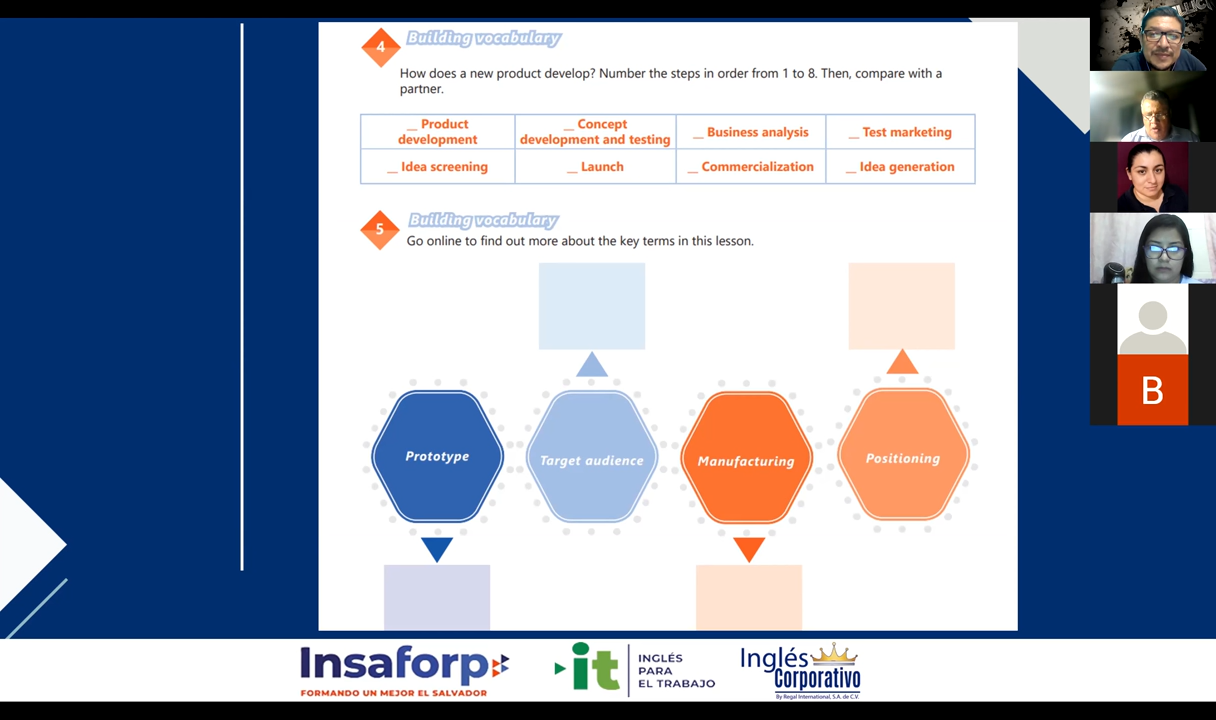 4
Building vocabulary
How does a new product develop? Number the steps in order from 1 to 8. Then, compare with a
partner.
__ Product
development
__ Concept
development and testing
__ Business analysis
__ Test marketing
__ Idea screening
__ Launch
__ Commercialization
__ Idea generation
5
Building vocabulary
Go online to find out more about the key terms in this lesson.
Prototype
Target audience
Manufacturing
Positioning
B
Insaforp
FORMANDO UN MEJOR EL SALVADOR
it
INGLÉS
PARA
EL TRABAJO
Inglés
Corporativo
By Regal International, S.A. de C.V.